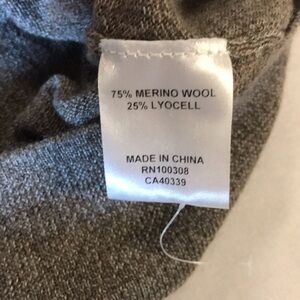 75% MERINO WOOL
25% LYOCELL
MADE IN CHINA
RN100308
CA40339